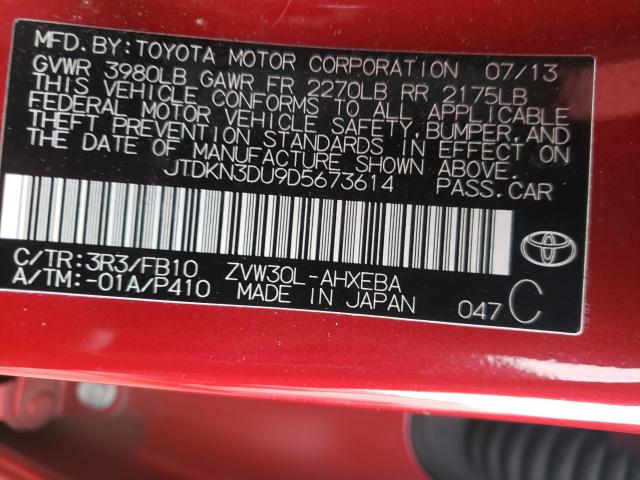 MFD. BY: TOYOTA MOTOR CORPORATION 07/13
GVWR 3980LB GAWR FR 2270LB RR 2175LB
THIS VEHICLE CONFORMS TO ALL APPLICABLE
FEDERAL MOTOR VEHICLE SAFETY, BUMPER, AND
THEFT PREVENTION STANDARDS IN EFFECT ON
THE DATE OF MANUFACTURE SHOWN ABOVE.
JTDKN3DU9D5673614 PASS.CAR
C/TR:3R3/FB10 ZVW30L-AHXEBA
A/TM:-01A/P410 MADE IN JAPAN 047 C